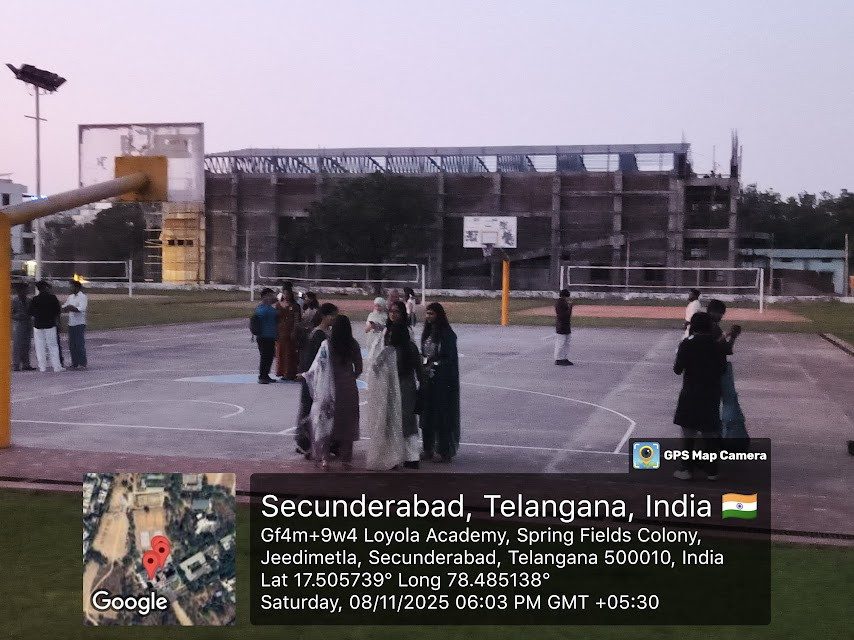 GPS Map Camera
Secunderabad, Telangana, India
Gf4m+9w4 Loyola Academy, Spring Fields Colony,
Jeedimetla, Secunderabad, Telangana 500010, India
Lat 17.505739° Long 78.485138°
Saturday, 08/11/2025 06:03 PM GMT +05:30
Google